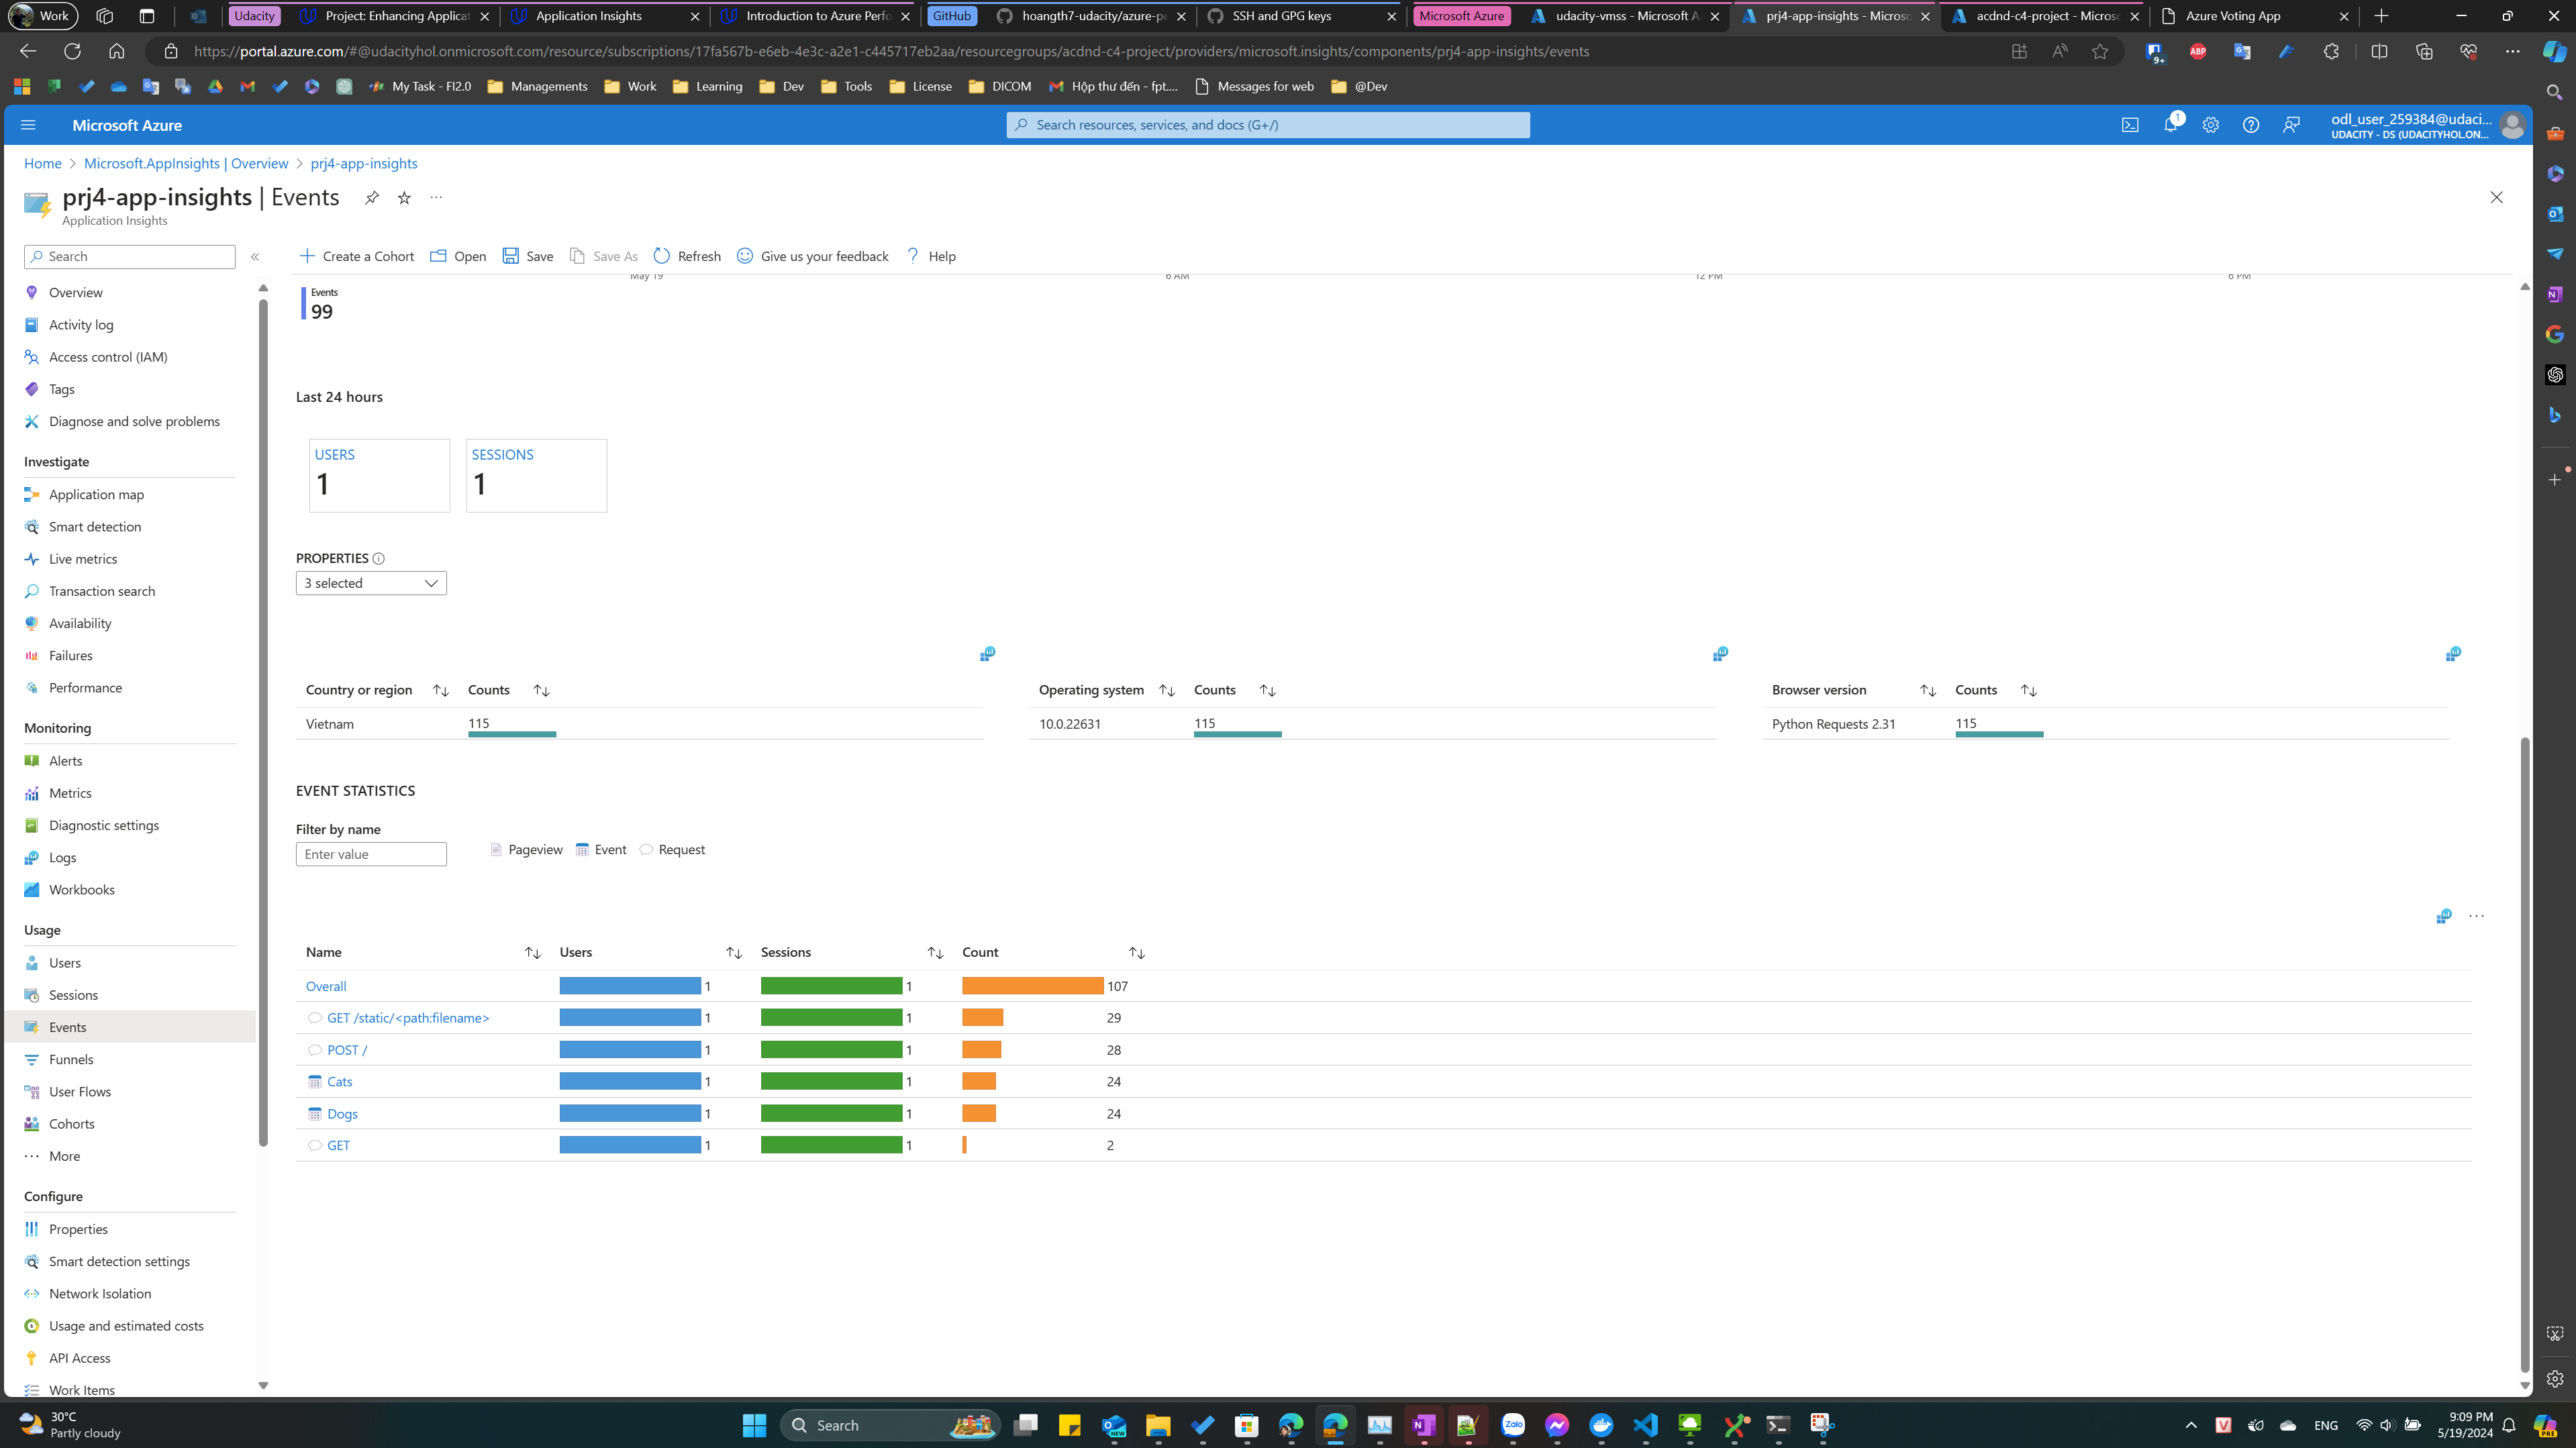 Work
Udacity
Project: Enhancing Applicat
Application Insights
Introduction to Azure Perfo
GitHub
hoangth7-udacity/azure-pe
SSH and GPG keys
Microsoft Azure
udacity-vmss - Microsoft A
prj4-app-insights - Microso
acdnd-c4-project - Microso
Azure Voting App
https://portal.azure.com/#@udacityhol.onmicrosoft.com/resource/subscriptions/17fa567b-e6eb-4e3c-a2e1-c445717eb2aa/resourcegroups/acdnd-c4-project/providers/microsoft.insights/components/prj4-app-insights/events
9+
ABP
My Task - FI2.0
Managements
Work
Learning
Dev
Tools
License
DICOM
Hộp thư đến - fpt....
Messages for web
@Dev
Microsoft Azure
Search resources, services, and docs (G+/)
1
odl_user_259384@udaci...
UDACITY - DS (UDACITYHOL.ON...
Home > Microsoft.AppInsights | Overview > prj4-app-insights
prj4-app-insights | Events
Application Insights
Search
Create a Cohort
Open
Save
Save As
Refresh
Give us your feedback
Help
Overview
Activity log
Access control (IAM)
Tags
Diagnose and solve problems
Investigate
Application map
Smart detection
Live metrics
Transaction search
Availability
Failures
Performance
Monitoring
Alerts
Metrics
Diagnostic settings
Logs
Workbooks
Usage
Users
Sessions
Events
Funnels
User Flows
Cohorts
More
Configure
Properties
Smart detection settings
Network Isolation
Usage and estimated costs
API Access
Work Items
May 19
6 AM
12 PM
6 PM
Events
99
Last 24 hours
USERS
1
SESSIONS
1
PROPERTIES
3 selected
Country or region Counts
Vietnam 115
Operating system Counts
10.0.22631 115
Browser version Counts
Python Requests 2.31 115
EVENT STATISTICS
Filter by name
Enter value
Pageview
Event
Request
Name Users Sessions Count
Overall 1 1 107
GET /static/<path:filename> 1 1 29
POST / 1 1 28
Cats 1 1 24
Dogs 1 1 24
GET 1 1 2
30°C
Partly cloudy
Search
NEW
Zalo
ENG
9:09 PM
5/19/2024
PRE